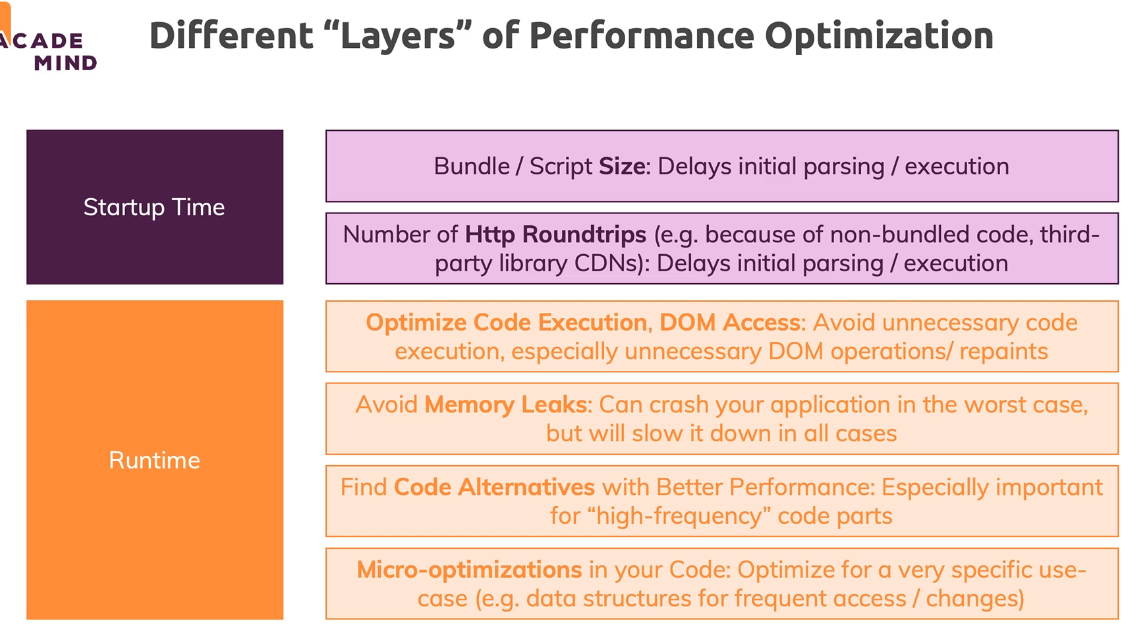 ACADE
MIND
Different “Layers” of Performance Optimization
Startup Time
Bundle / Script Size: Delays initial parsing / execution
Number of Http Roundtrips (e.g. because of non-bundled code, third-
party library CDNs): Delays initial parsing / execution
Runtime
Optimize Code Execution, DOM Access: Avoid unnecessary code
execution, especially unnecessary DOM operations/ repaints
Avoid Memory Leaks: Can crash your application in the worst case,
but will slow it down in all cases
Find Code Alternatives with Better Performance: Especially important
for “high-frequency” code parts
Micro-optimizations in your Code: Optimize for a very specific use-
case (e.g. data structures for frequent access / changes)